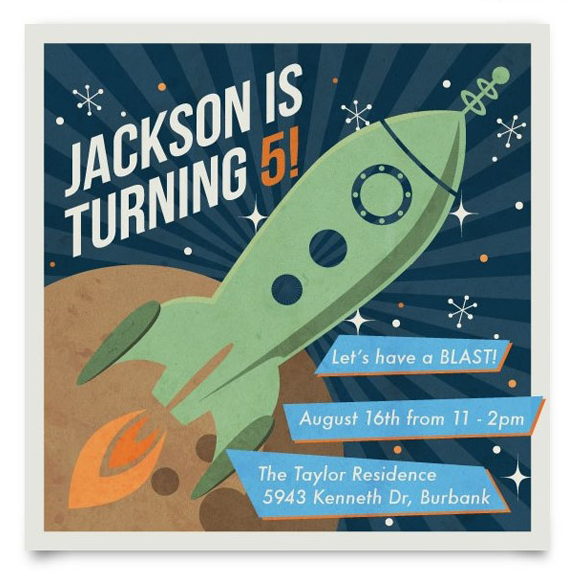 JACKSON IS
TURNING 5!
Let's have a BLAST!
August 16th from 11 - 2pm
The Taylor Residence
5943 Kenneth Dr, Burbank